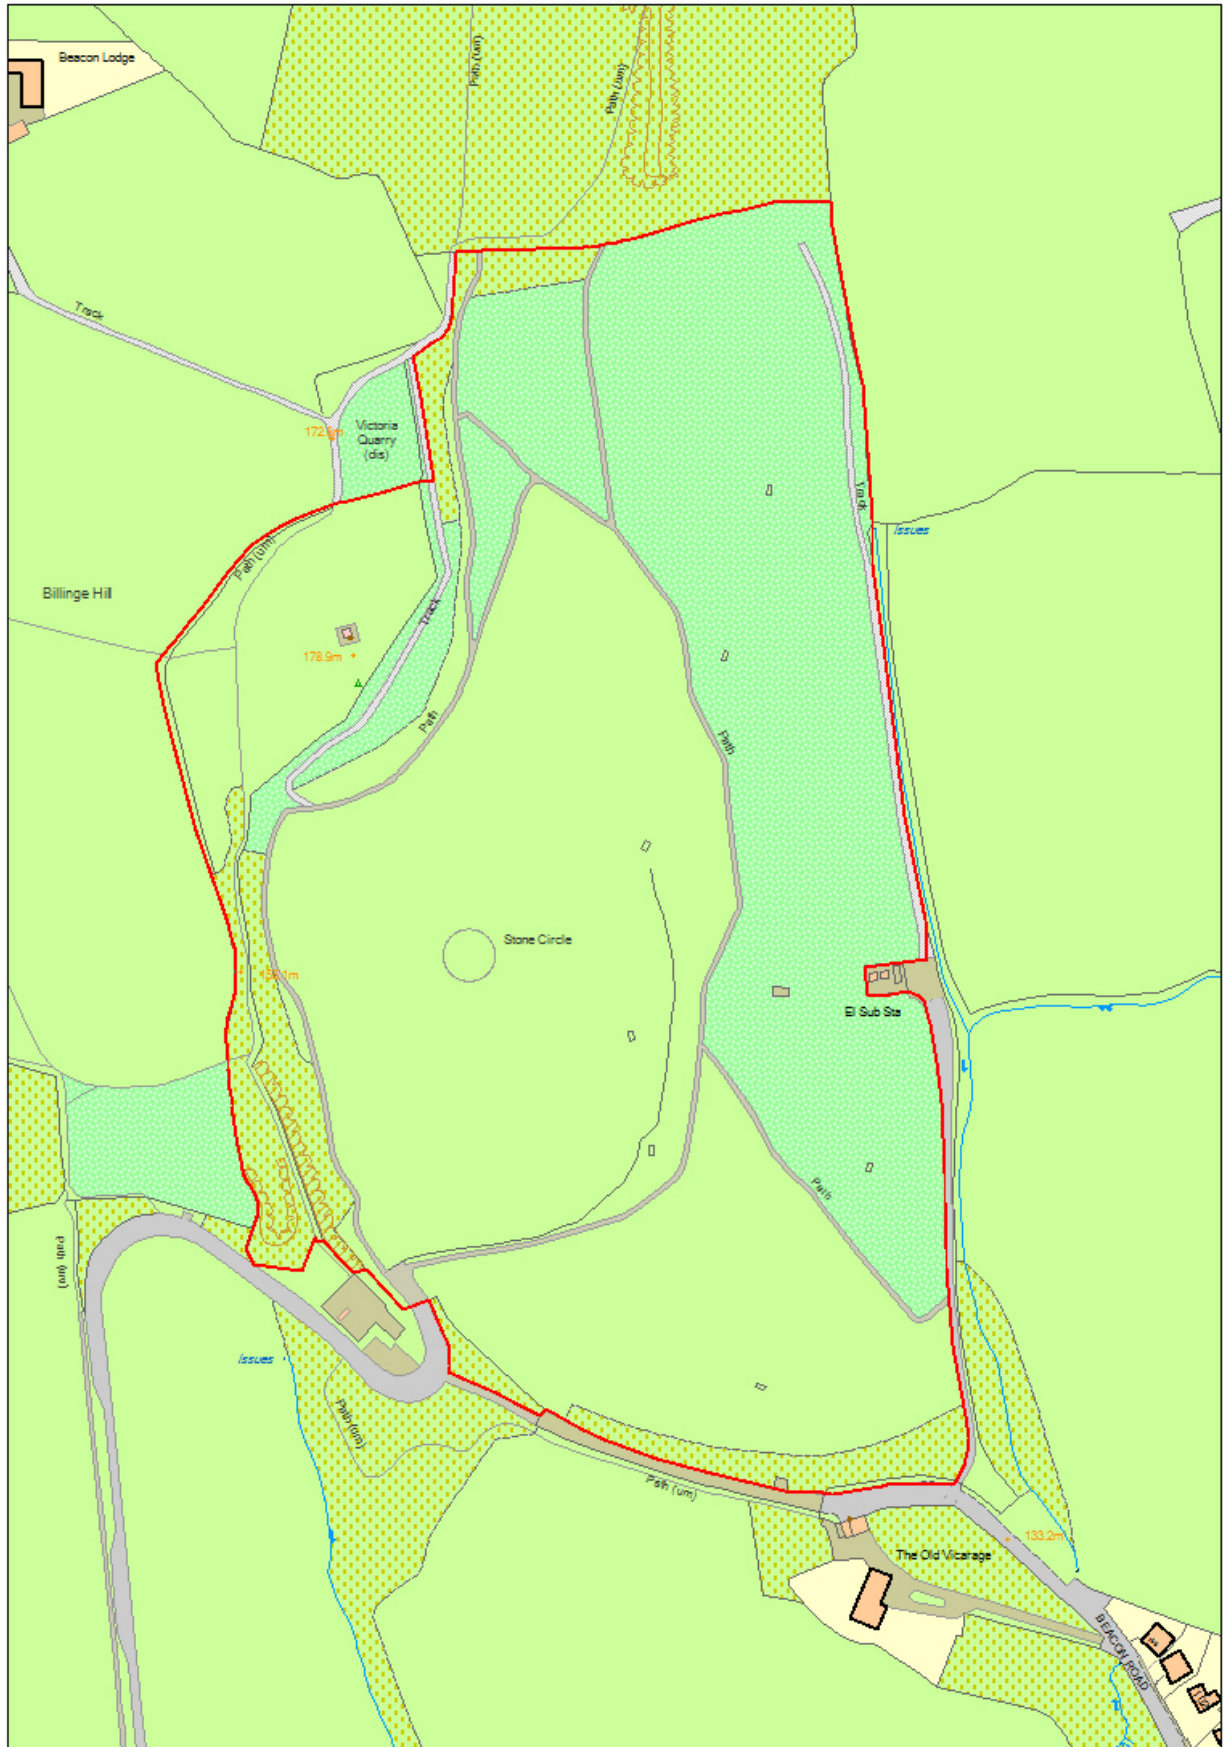 Beacon Lodge
Path (um)
Path (um)
Track
Victoria
Quarry
(dis)
Track
Issues
Path (um)
Billinge Hill
Track
178.9m
Path
Path
Stone Circle
El Sub Sta
Path
Path (um)
Issues
Path (um)
Path (um)
133.2m
The Old Vicarage
BEACON ROAD